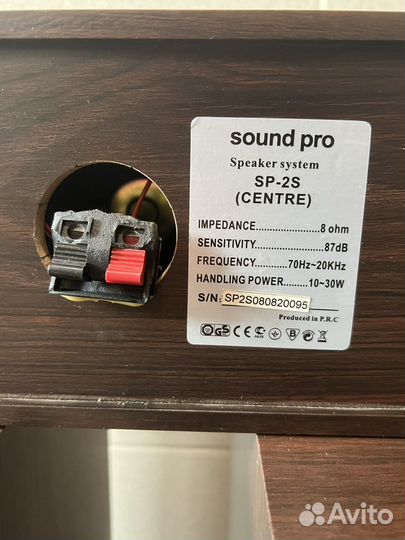 sound pro
Speaker system
SP-2S
(CENTRE)
IMPEDANCE.....................8 ohm
SENSITIVITY......................87dB
FREQUENCY............70Hz~20KHz
HANDLING POWER.......10~30W
S/N: SP2S080820095
Produced in P.R.C
Avito